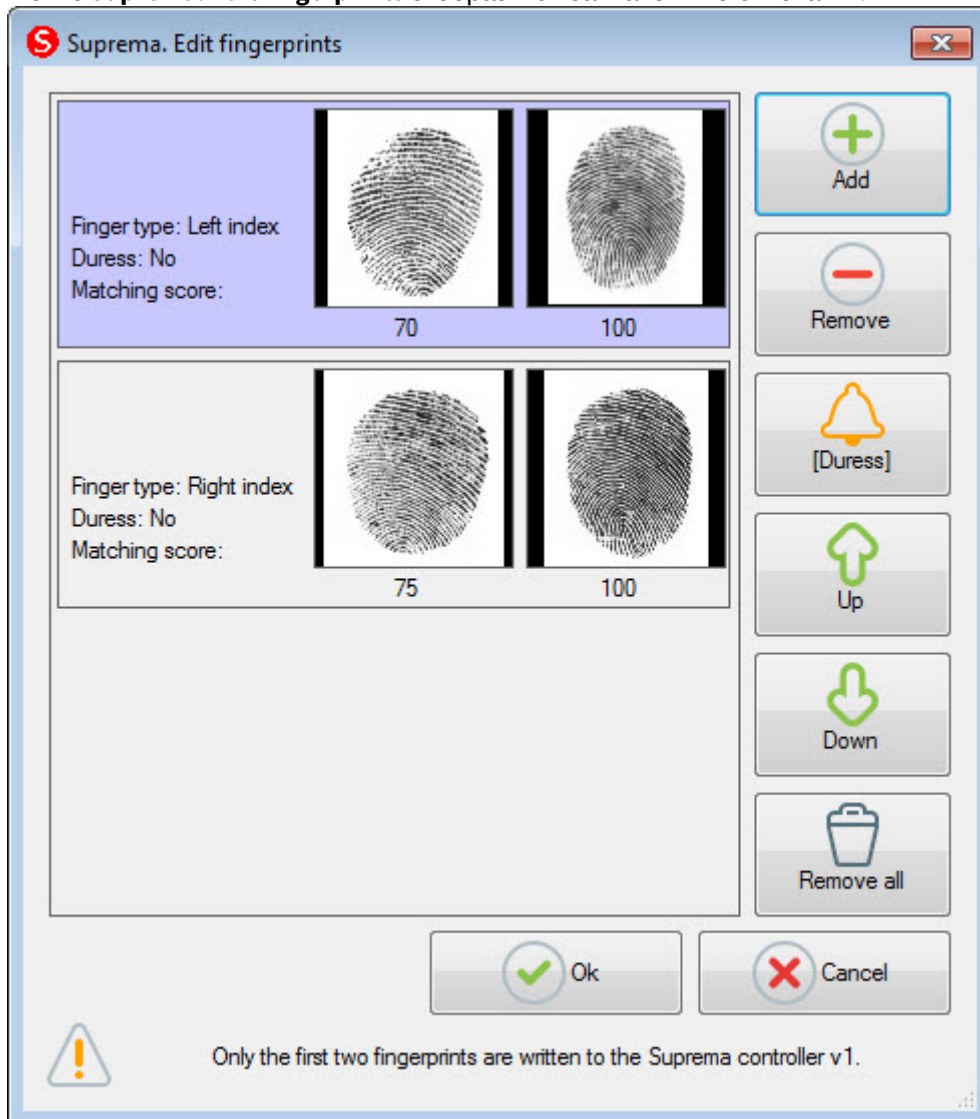 Suprema. Edit fingerprints
Finger type: Left index
Duress: No
Matching score:
70 100
Finger type: Right index
Duress: No
Matching score:
75 100
Add
Remove
[Duress]
Up
Down
Remove all
Ok
Cancel
Only the first two fingerprints are written to the Suprema controller v1.